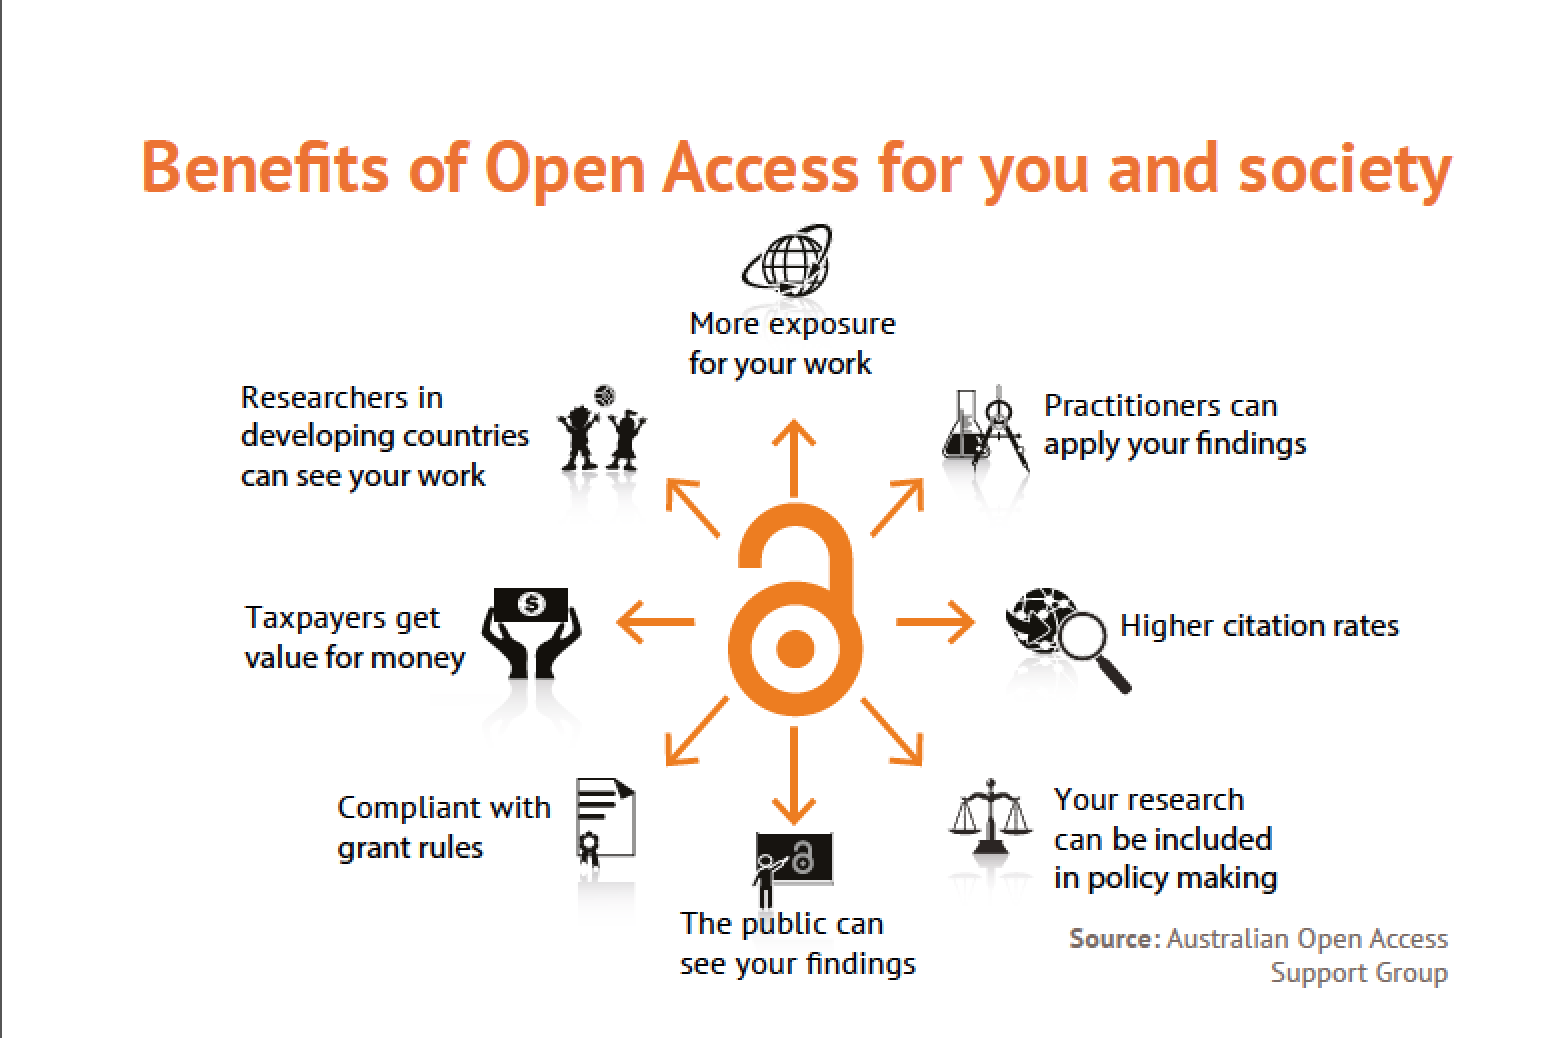 Benefits of Open Access for you and society
More exposure
for your work
Researchers in
developing countries
can see your work
Practitioners can
apply your findings
Taxpayers get
value for money
$
Higher citation rates
Compliant with
grant rules
Your research
can be included
in policy making
The public can
see your findings
Source: Australian Open Access
Support Group